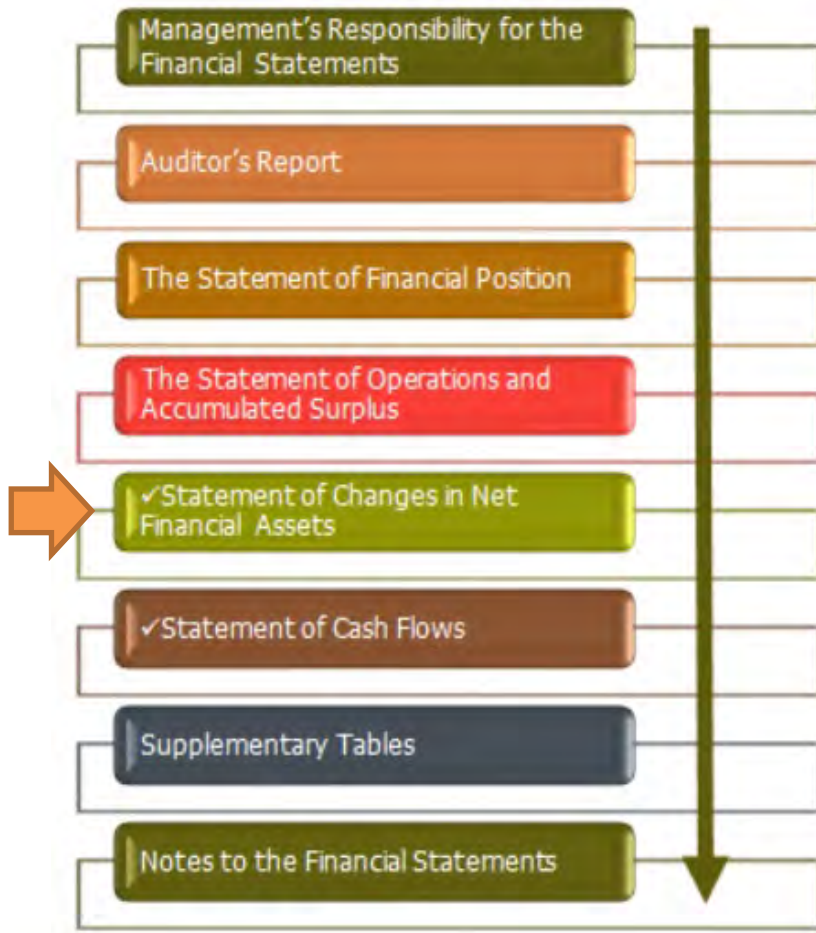 Management's Responsibility for the
Financial Statements
Auditor's Report
The Statement of Financial Position
The Statement of Operations and
Accumulated Surplus
✓Statement of Changes in Net
Financial Assets
✓Statement of Cash Flows
Supplementary Tables
Notes to the Financial Statements